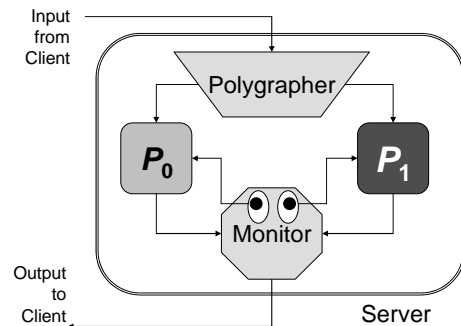 Input
from
Client
Polygrapher
P0
P1
Monitor
Output
to
Client
Server